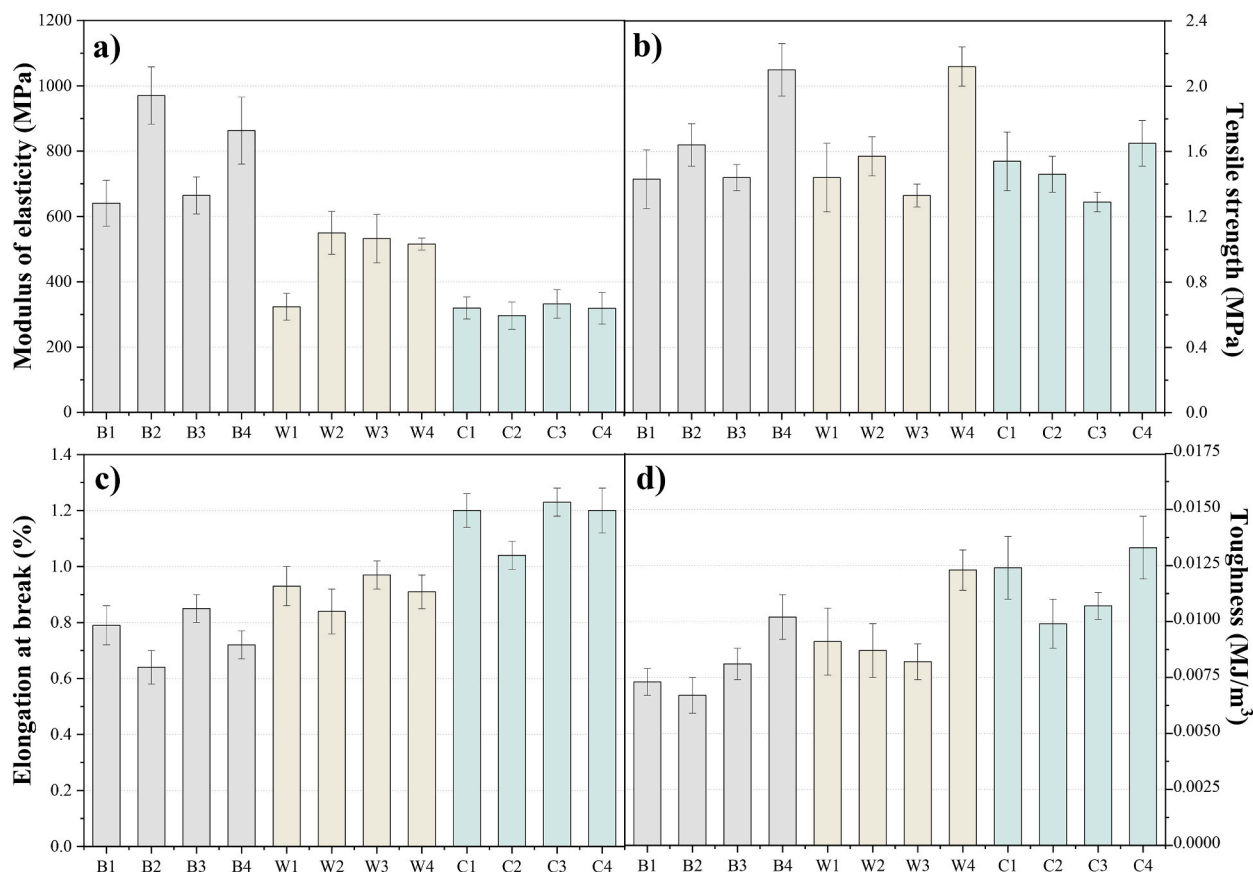 a)
Modulus of elasticity (MPa)
1200
1000
800
600
400
200
0
B1 B2 B3 B4 W1 W2 W3 W4 C1 C2 C3 C4
b)
Tensile strength (MPa)
2.4
2.0
1.6
1.2
0.8
0.4
0.0
B1 B2 B3 B4 W1 W2 W3 W4 C1 C2 C3 C4
c)
Elongation at break (%)
1.4
1.2
1.0
0.8
0.6
0.4
0.2
0.0
B1 B2 B3 B4 W1 W2 W3 W4 C1 C2 C3 C4
d)
Toughness (MJ/m³)
0.0175
0.0150
0.0125
0.0100
0.0075
0.0050
0.0025
0.0000
B1 B2 B3 B4 W1 W2 W3 W4 C1 C2 C3 C4